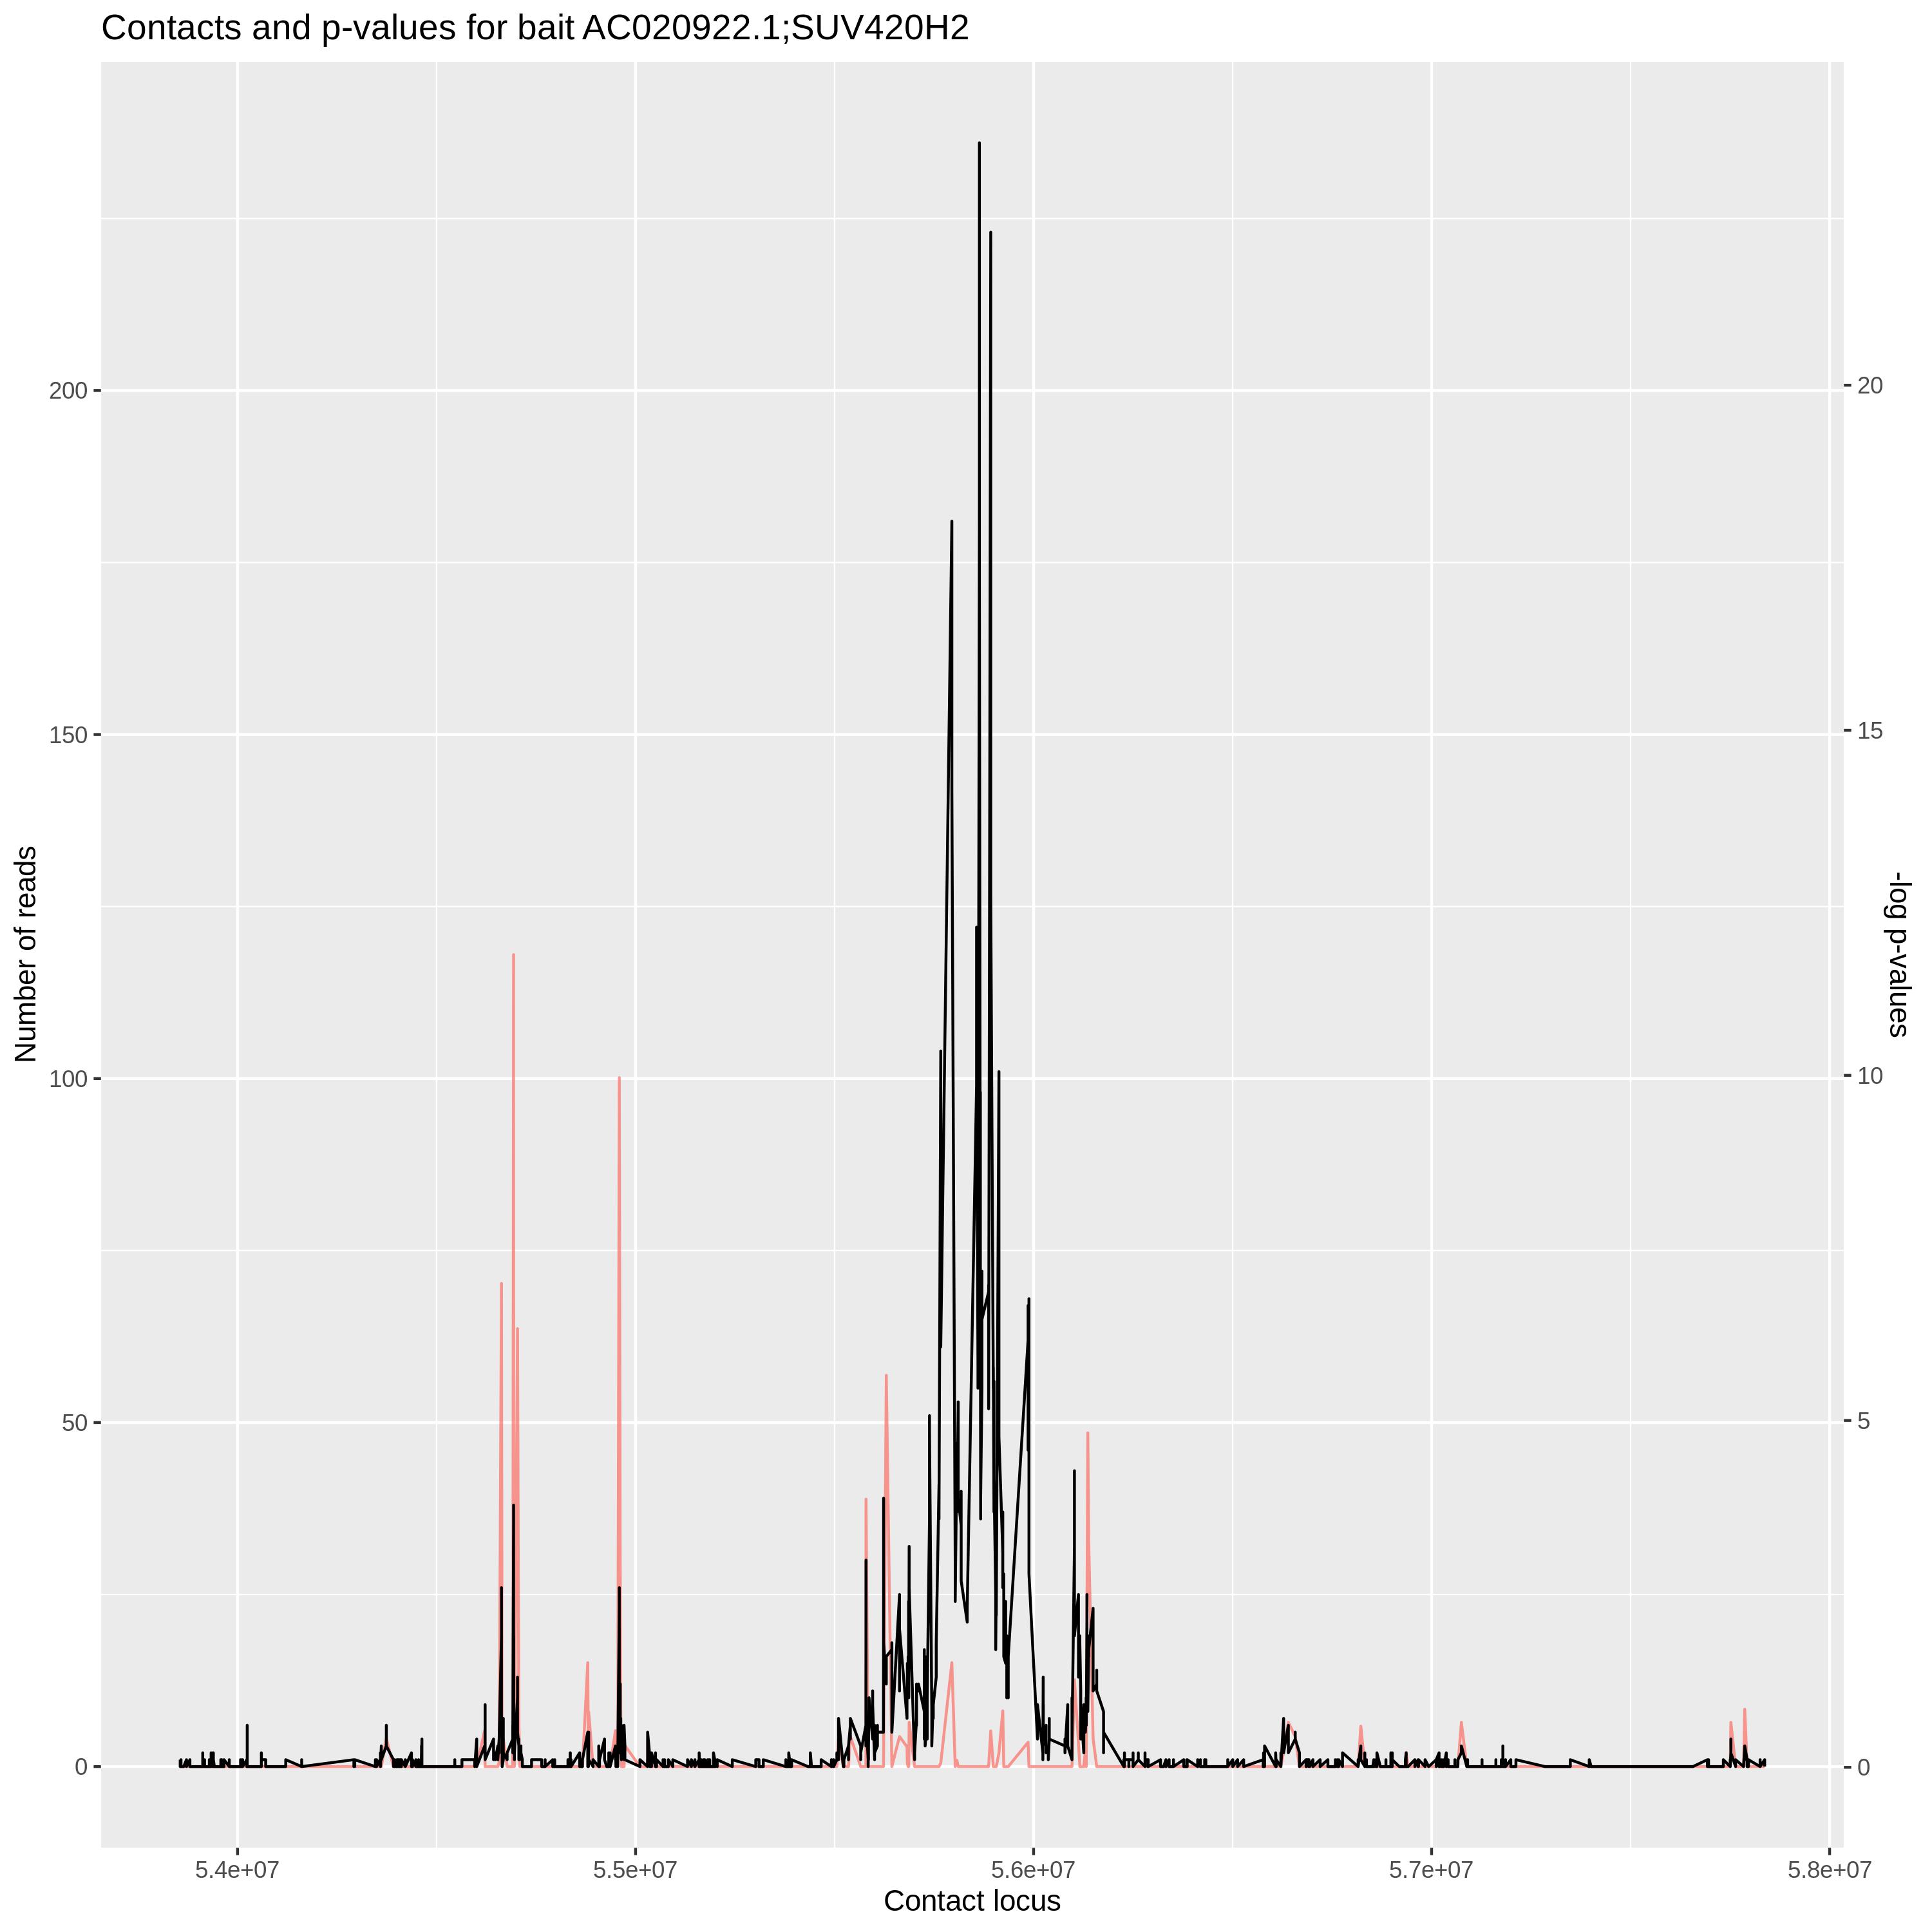 Contacts and p-values for bait AC020922.1;SUV420H2
200
150
100
50
0
Number of reads
20
15
10
5
0
-log p-values
5.4e+07
5.5e+07
5.6e+07
5.7e+07
5.8e+07
Contact locus